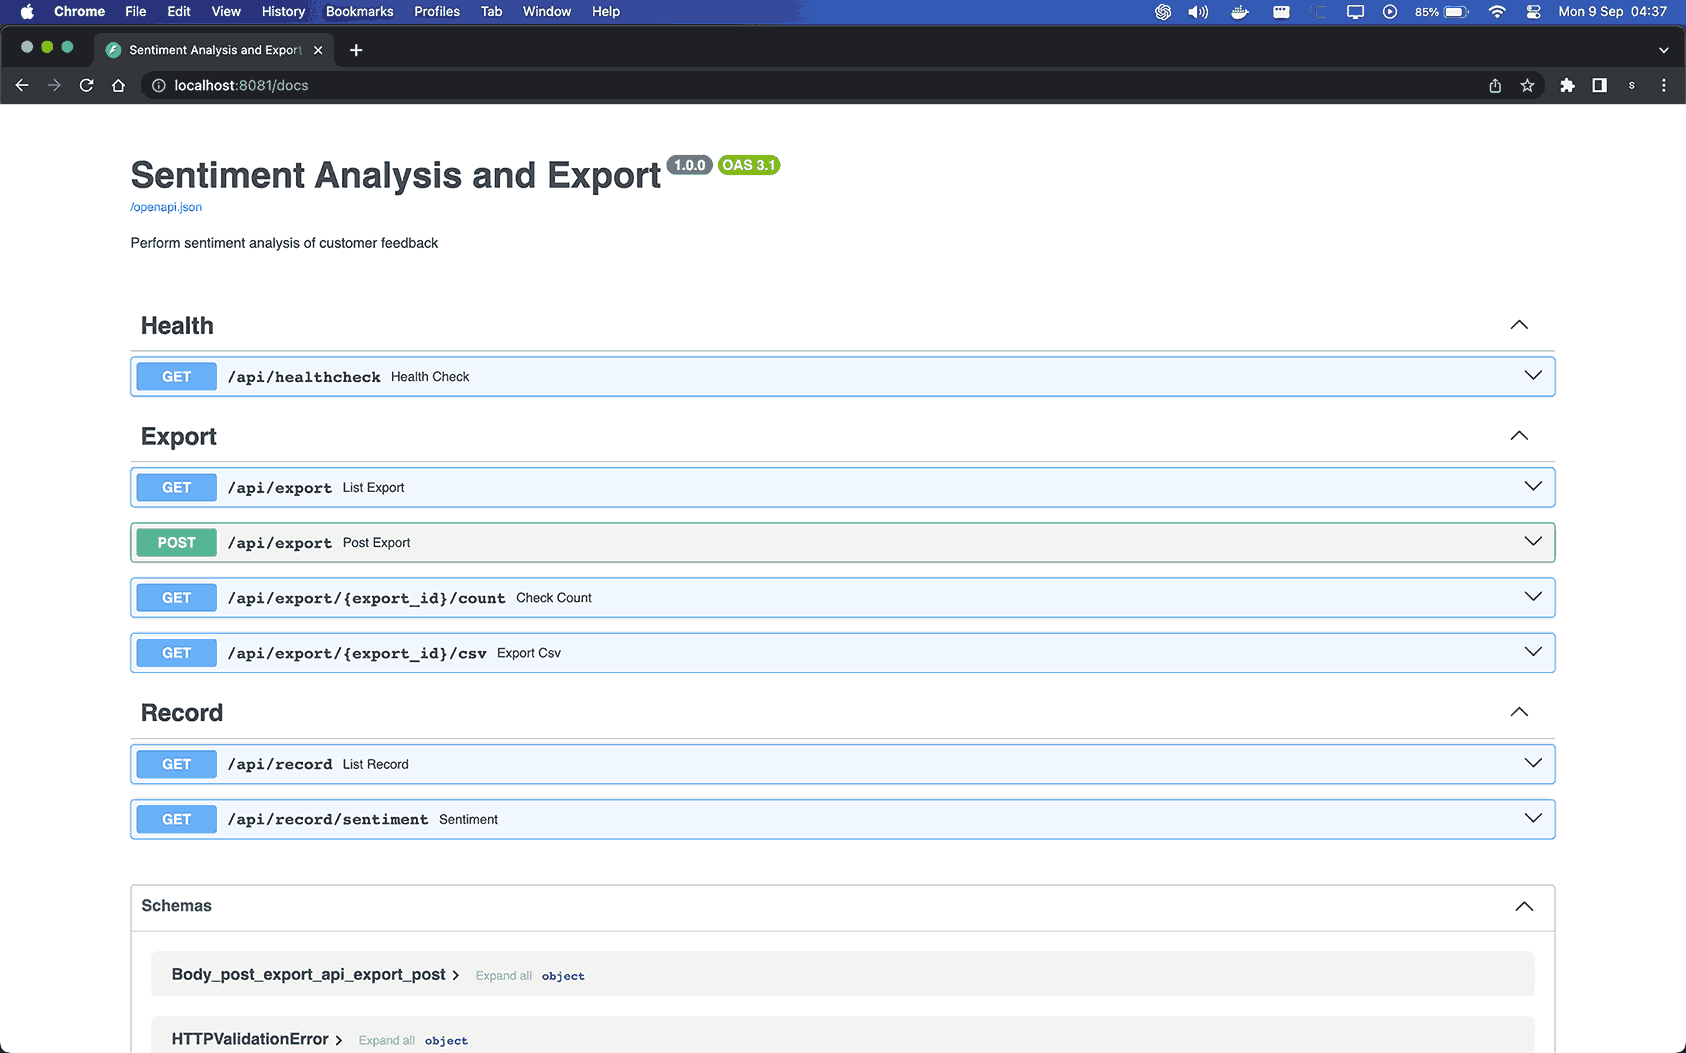 Chrome File Edit View History Bookmarks Profiles Tab Window Help 85% Mon 9 Sep 04:37
Sentiment Analysis and Export
localhost:8081/docs s
Sentiment Analysis and Export 1.0.0 OAS 3.1
/openapi.json
Perform sentiment analysis of customer feedback
Health
GET /api/healthcheck Health Check
Export
GET /api/export List Export
POST /api/export Post Export
GET /api/export/{export_id}/count Check Count
GET /api/export/{export_id}/csv Export Csv
Record
GET /api/record List Record
GET /api/record/sentiment Sentiment
Schemas
Body_post_export_api_export_post Expand all object
HTTPValidationError Expand all object